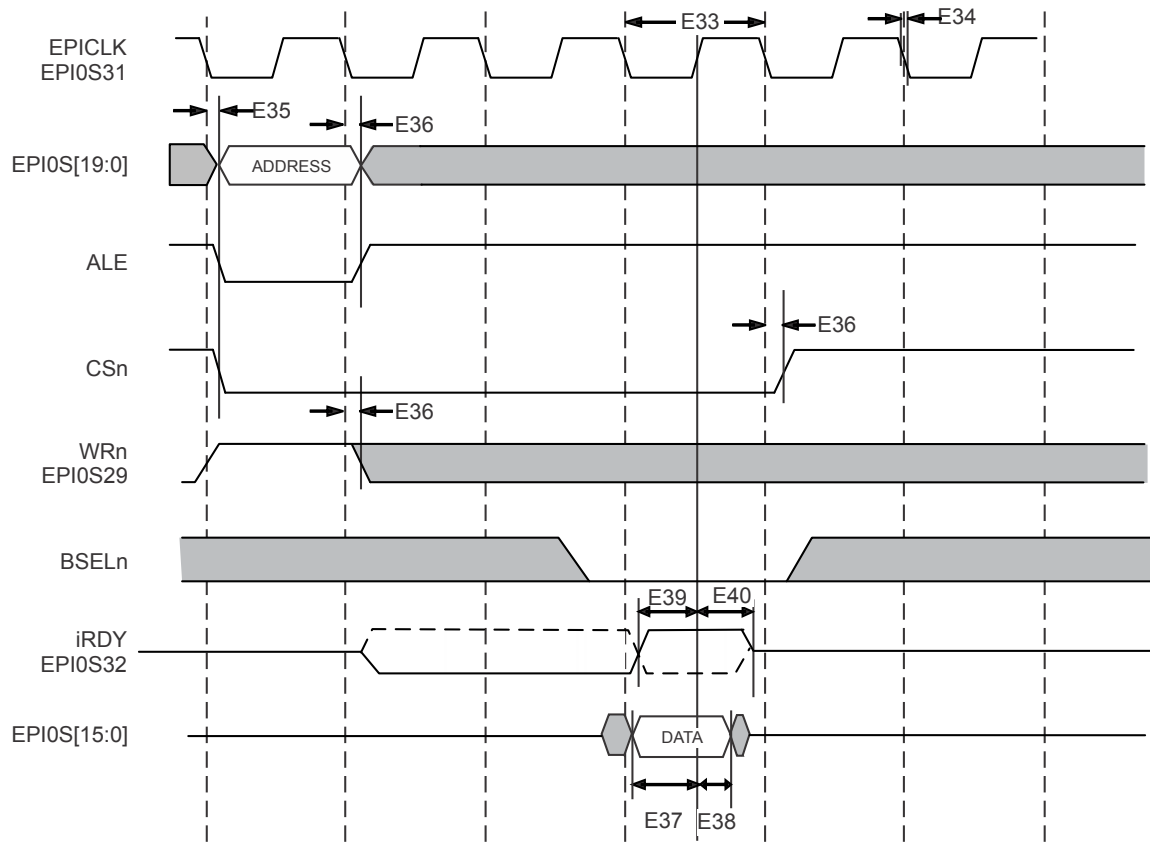 E33
E34
EPICLK
EPI0S31
E35
E36
EPI0S[19:0]
ADDRESS
ALE
E36
CSn
E36
WRn
EPI0S29
BSELn
E39
E40
iRDY
EPI0S32
EPI0S[15:0]
DATA
E37
E38